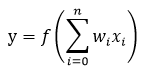 y = f(∑_{i=0}^{n} w_i x_i)